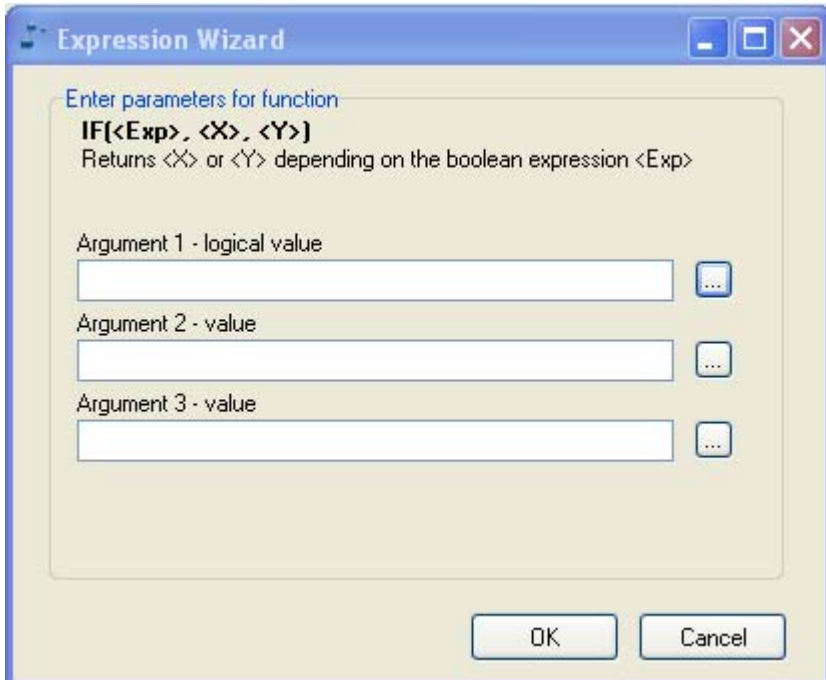 Expression Wizard
Enter parameters for function
IF(<Exp>, <X>, <Y>)
Returns <X> or <Y> depending on the boolean expression <Exp>
Argument 1 - logical value
...
Argument 2 - value
...
Argument 3 - value
...
OK Cancel